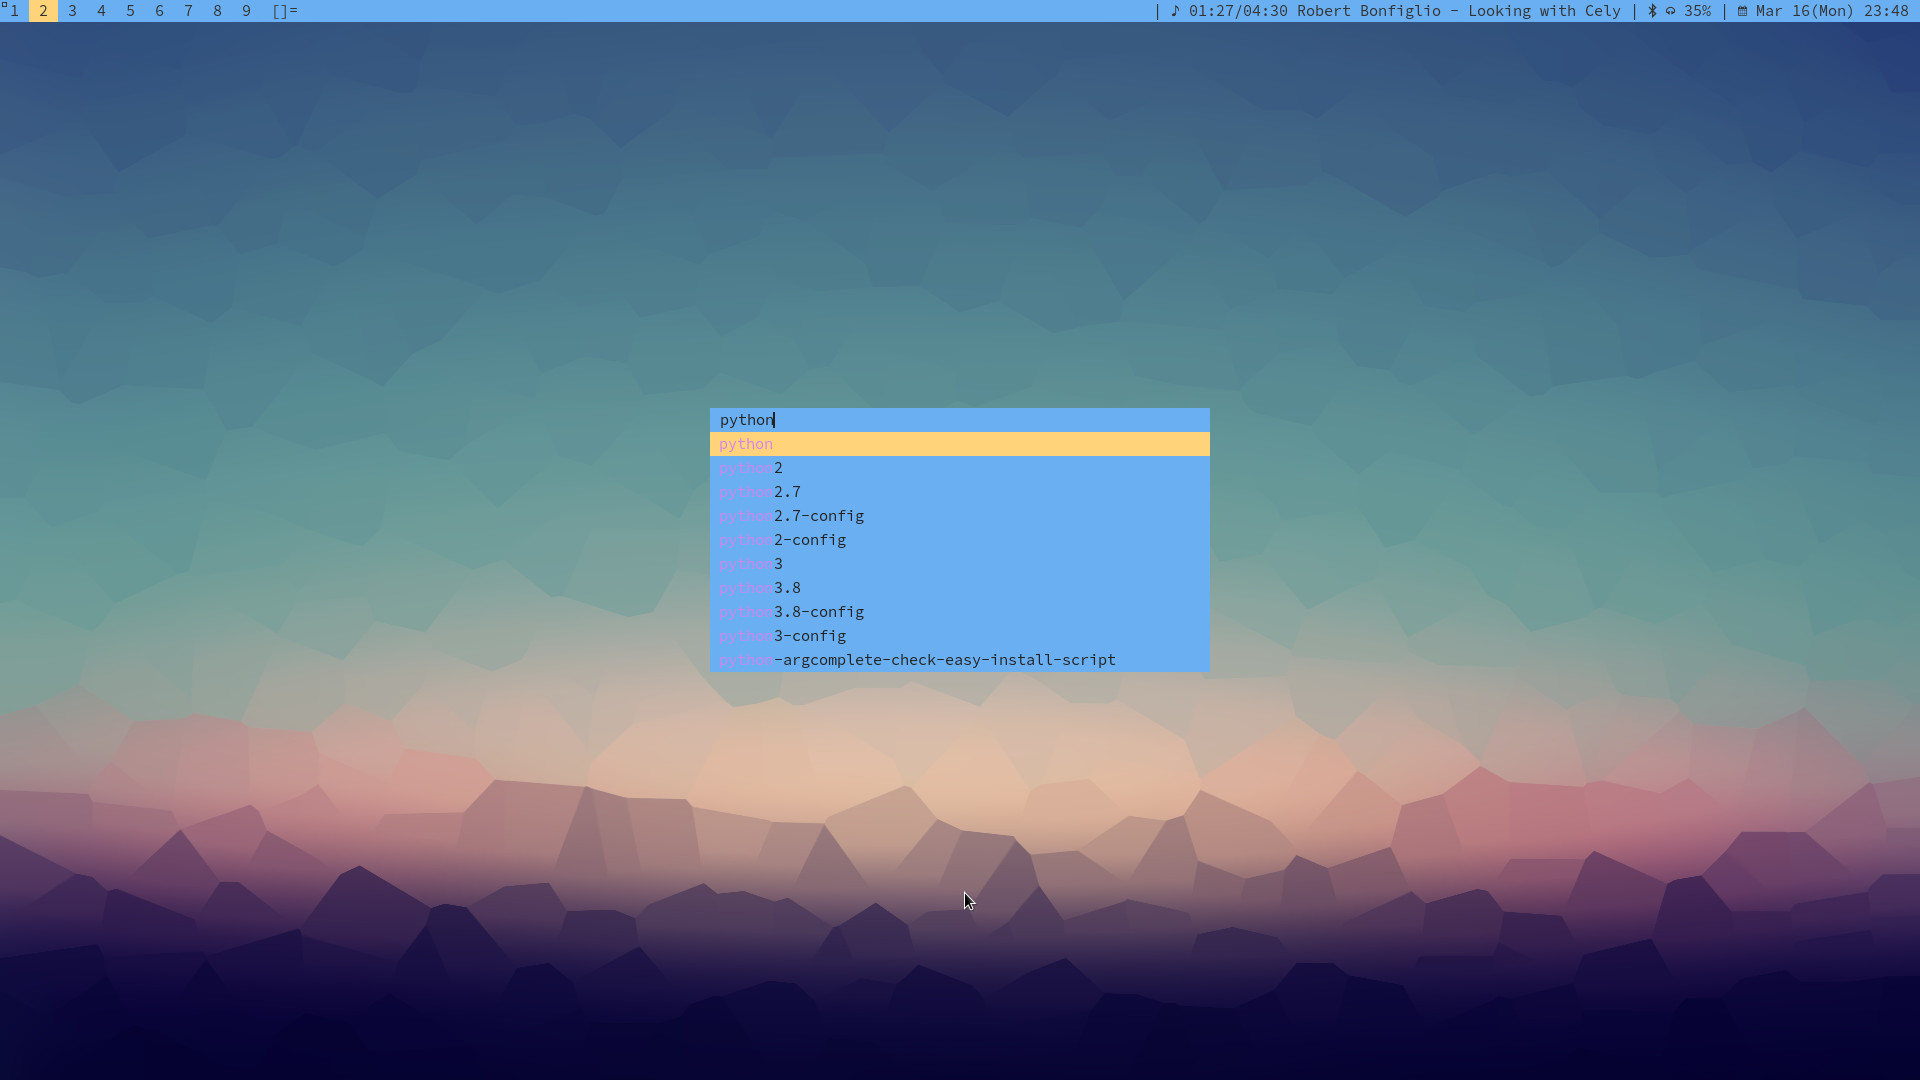 1 2 3 4 5 6 7 8 9 []= | ♪ 01:27/04:30 Robert Bonfiglio - Looking with Cely | 35% | Mar 16(Mon) 23:48
python
python
python2
python2.7
python2.7-config
python2-config
python3
python3.8
python3.8-config
python3-config
python-argcomplete-check-easy-install-script